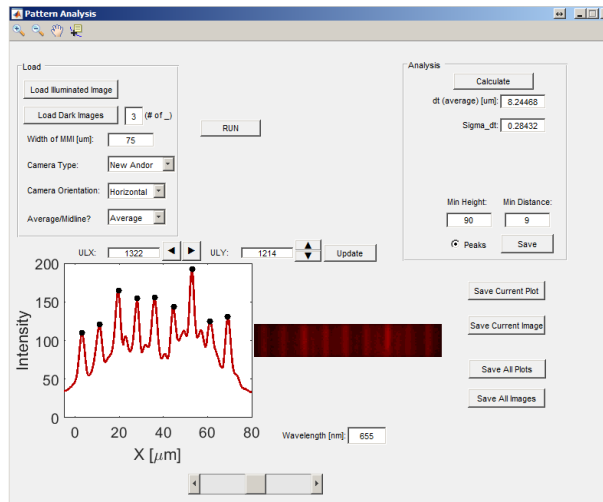 Pattern Analysis
Load
Load Illuminated Image
Load Dark Images 3 (# of _)
Width of MMI [um]: 75
Camera Type: New Andor
Camera Orientation: Horizontal
Average/Midline? Average
RUN
Analysis
Calculate
dt (average) [um]: 8.24468
Sigma_dt: 0.28432
Min Height: Min Distance:
90 9
Peaks Save
ULX: 1322 ULY: 1214 Update
200
150
100
50
0
Intensity
0 20 40 60 80
X [μm]
Wavelength [nm]: 655
Save Current Plot
Save Current Image
Save All Plots
Save All Images